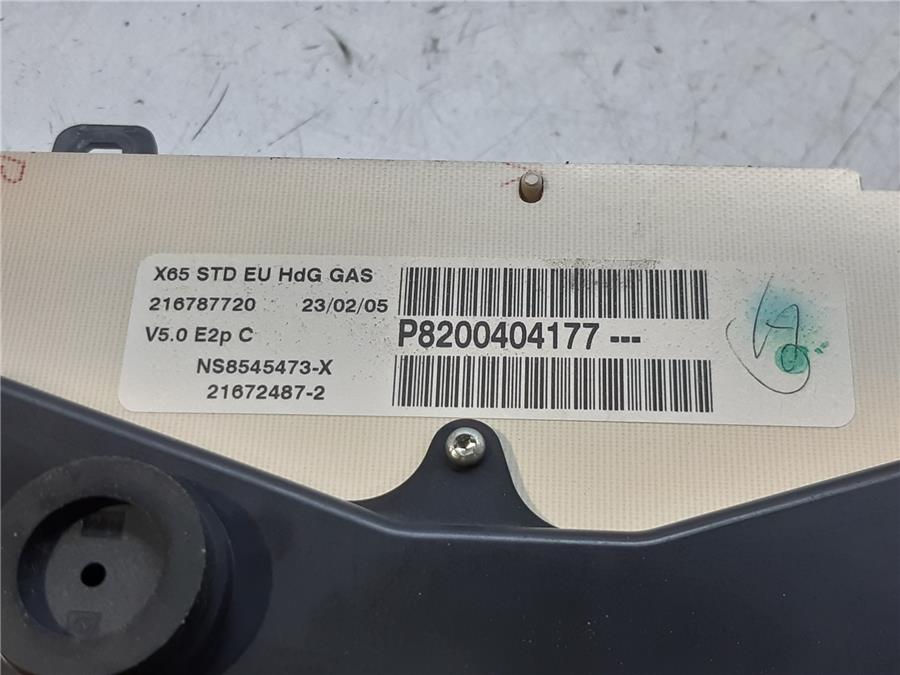 X65 STD EU HdG GAS
216787720 23/02/05
V5.0 E2p C
P8200404177 ---
NS8545473-X
21672487-2